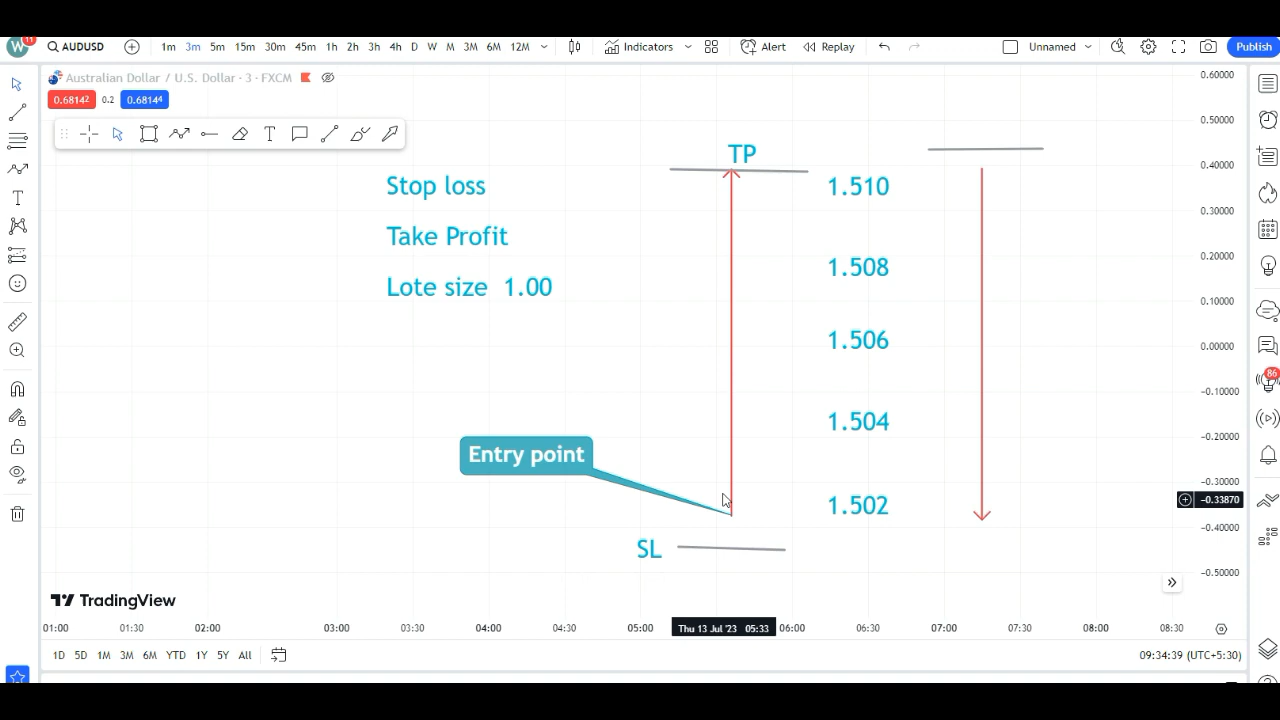 W
11
AUDUSD
1m 3m 5m 15m 30m 45m 1h 2h 3h 4h D W M 3M 6M 12M
Indicators
Alert
Replay
Unnamed
Publish
Australian Dollar / U.S. Dollar · 3 · FXCM
0.68142 0.2 0.68144
TP
Stop loss
Take Profit
Lote size 1.00
Entry point
SL
1.510
1.508
1.506
1.504
1.502
0.60000
0.50000
0.40000
0.30000
0.20000
0.10000
0.00000
−0.10000
−0.20000
−0.30000
−0.33870
−0.40000
−0.50000
86
TradingView
01:00 01:30 02:00 03:00 03:30 04:00 04:30 05:00 Thu 13 Jul '23 05:33 06:00 06:30 07:00 07:30 08:00 08:30
1D 5D 1M 3M 6M YTD 1Y 5Y All
09:34:39 (UTC+5:30)